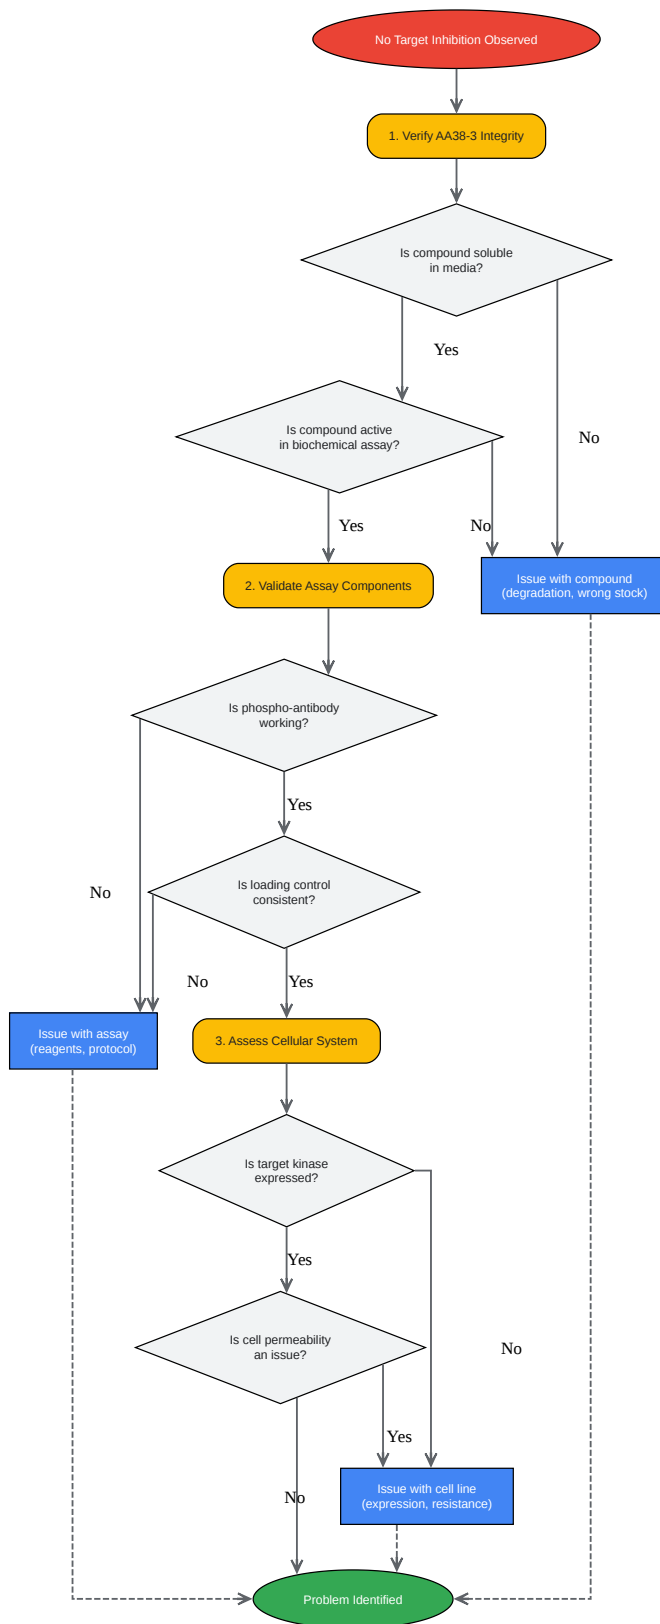 No Target Inhibition Observed
1. Verify AA38-3 Integrity
Is compound soluble
in media?
Yes
No
Is compound active
in biochemical assay?
Yes
No
2. Validate Assay Components
Issue with compound
(degradation, wrong stock)
Is phospho-antibody
working?
Yes
No
Is loading control
consistent?
No
Yes
Issue with assay
(reagents, protocol)
3. Assess Cellular System
Is target kinase
expressed?
Yes
No
Is cell permeability
an issue?
Yes
No
Issue with cell line
(expression, resistance)
Problem Identified